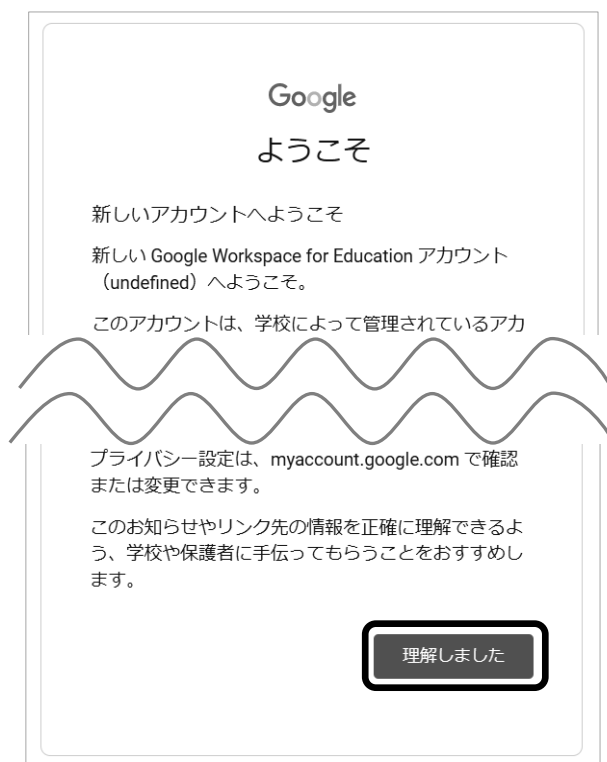 Google
ようこそ
新しいアカウントへようこそ
新しい Google Workspace for Education アカウント
（undefined）へようこそ。
このアカウントは、学校によって管理されているアカ
プライバシー設定は、myaccount.google.com で確認
または変更できます。
このお知らせやリンク先の情報を正確に理解できるよ
う、学校や保護者に手伝ってもらうことをおすすめし
ます。
理解しました